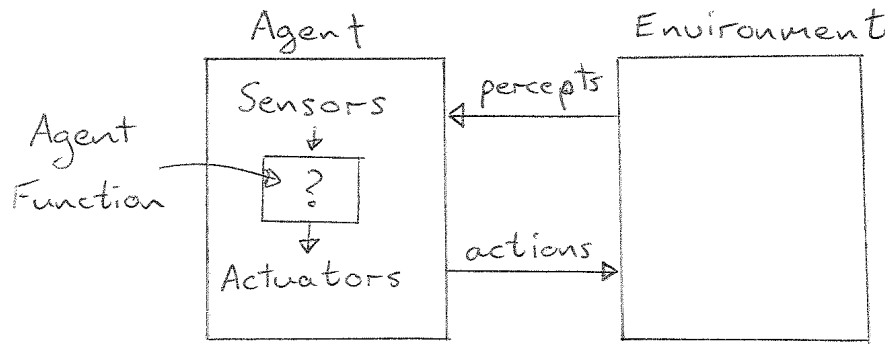 Agent
Environment
Sensors
percepts
Agent
Function
?
actions
Actuators